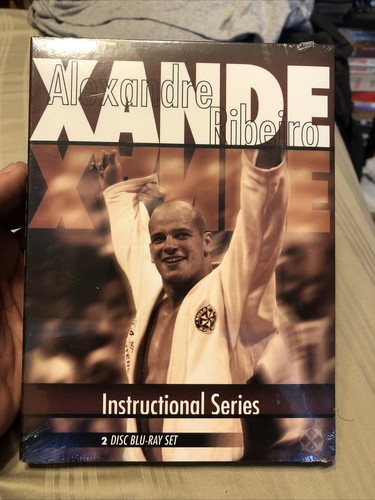 XANDE
Alexandre
Ribeiro
XANDE
Instructional Series
2 DISC BLU-RAY SET